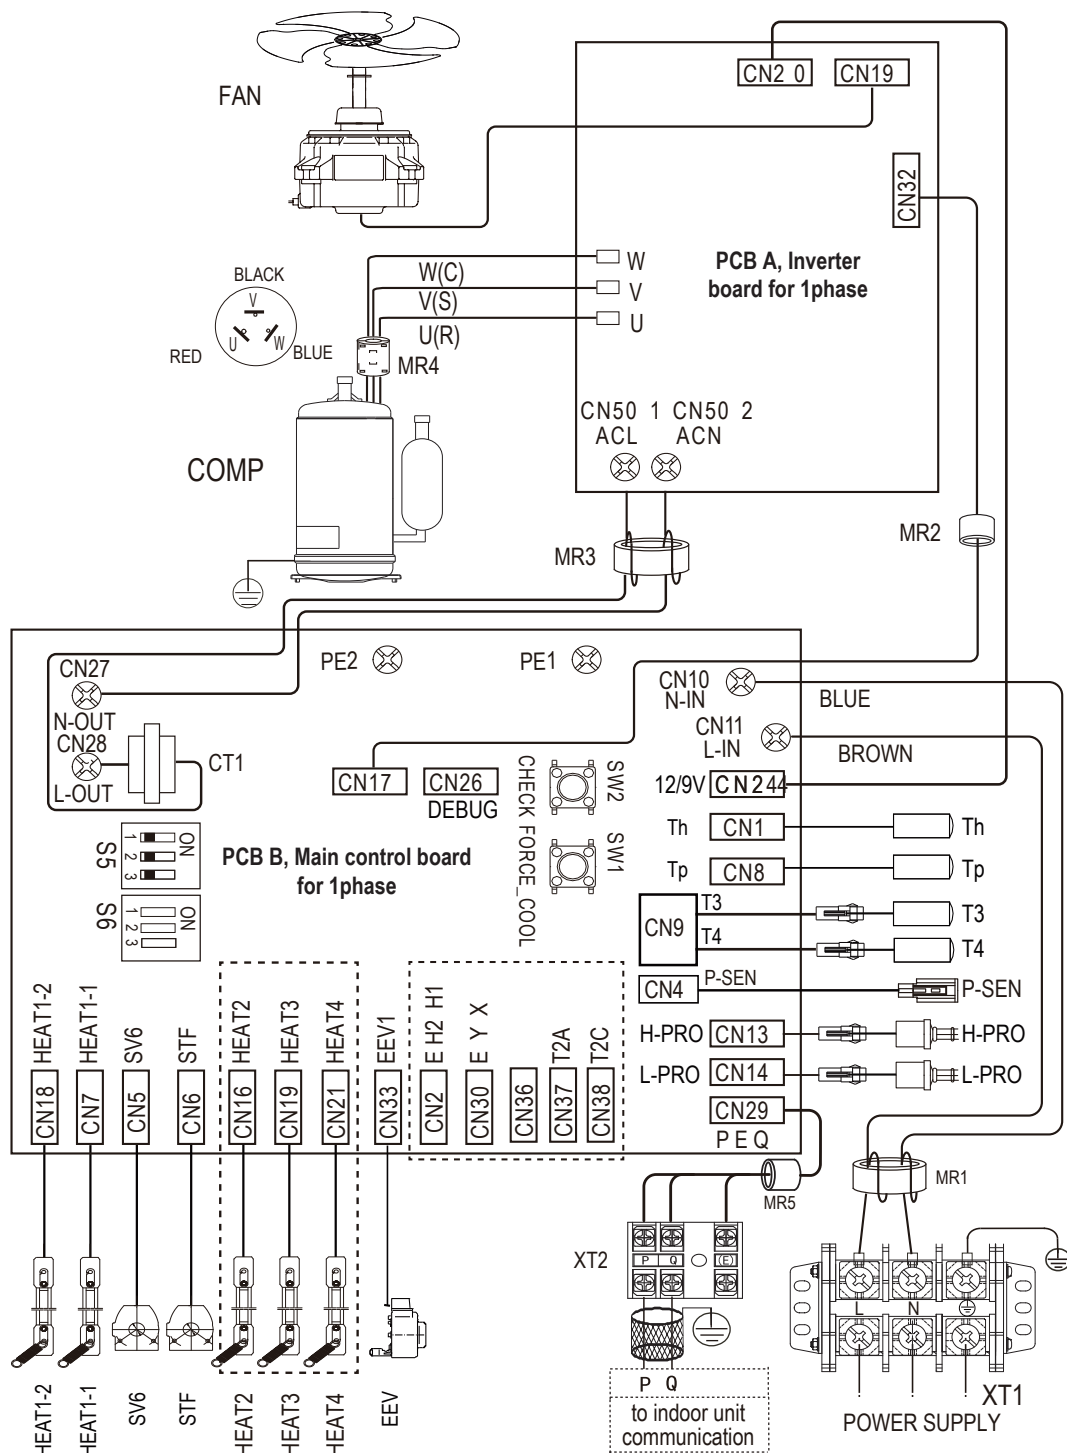 CN2 0
CN19
FAN
CN32
W
PCB A, Inverter
board for 1phase
W(C)
BLACK
V
V(S)
V
U
U(R)
U
W
RED
BLUE
MR4
CN50 1 CN50 2
ACL ACN
COMP
MR2
MR3
PE2
PE1
CN27
N-OUT
CN28
L-OUT
CT1
CN10
N-IN
BLUE
CN11
L-IN
BROWN
CN17
CN26
DEBUG
CHECK FORCE_COOL
SW2
SW1
12/9V
CN244
Th
CN1
Th
Tp
CN8
Tp
S5
ON
1
2
3
S6
ON
1
2
3
PCB B, Main control board
for 1phase
CN9
T3
T3
T4
T4
CN4
P-SEN
P-SEN
H-PRO
CN13
H-PRO
L-PRO
CN14
L-PRO
CN29
P E Q
HEAT1-2
HEAT1-1
SV6
STF
HEAT2
HEAT3
HEAT4
EEV1
E H2 H1
E Y X
T2A
T2C
CN18
CN7
CN5
CN6
CN16
CN19
CN21
CN33
CN2
CN30
CN36
CN37
CN38
MR5
MR1
XT2
P
Q
(E)
L
N
P Q
to indoor unit
communication
XT1
POWER SUPPLY
HEAT1-2
HEAT1-1
SV6
STF
HEAT2
HEAT3
HEAT4
EEV